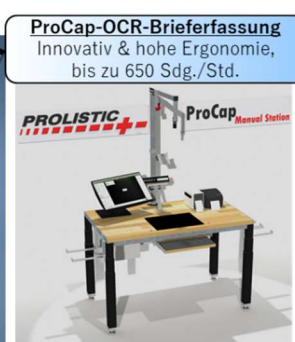 ProCap-OCR-Brieferfassung
Innovativ & hohe Ergonomie,
bis zu 650 Sdg./Std.
PROLISTIC
ProCap Manual Station